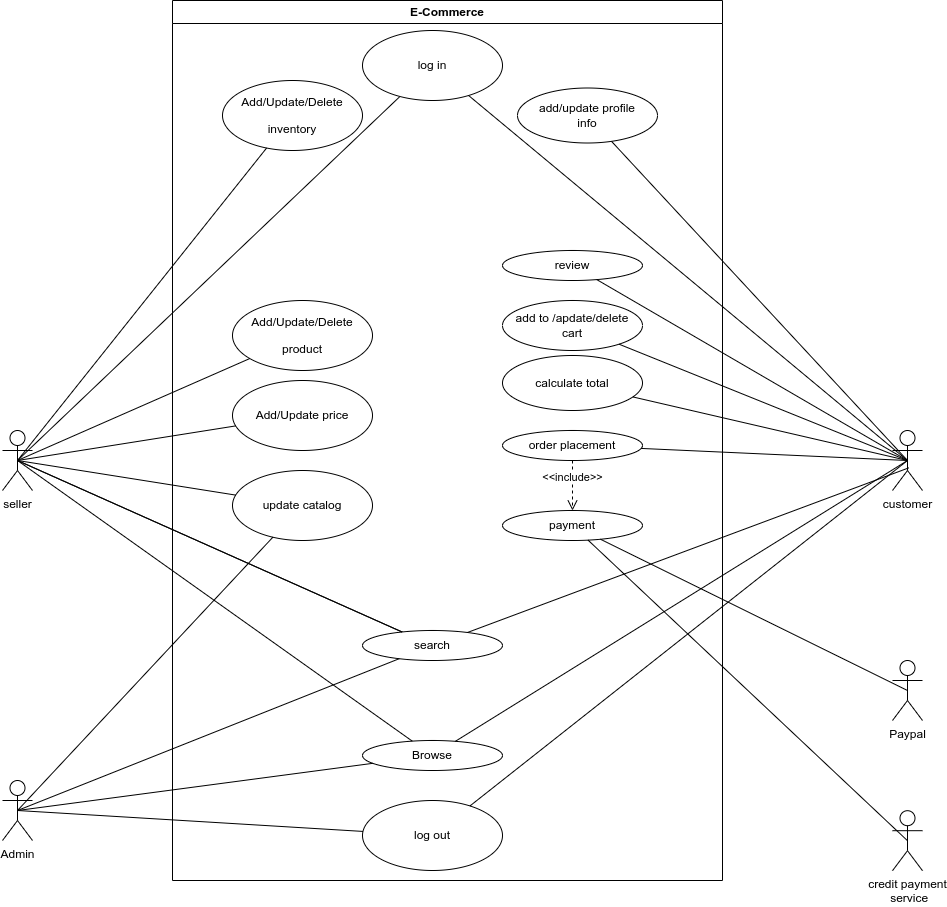 E-Commerce
log in
Add/Update/Delete
inventory
add/update profile
info
review
Add/Update/Delete
product
add to /apdate/delete
cart
calculate total
Add/Update price
order placement
<<include>>
seller
update catalog
customer
payment
search
Paypal
Browse
log out
Admin
credit payment
service